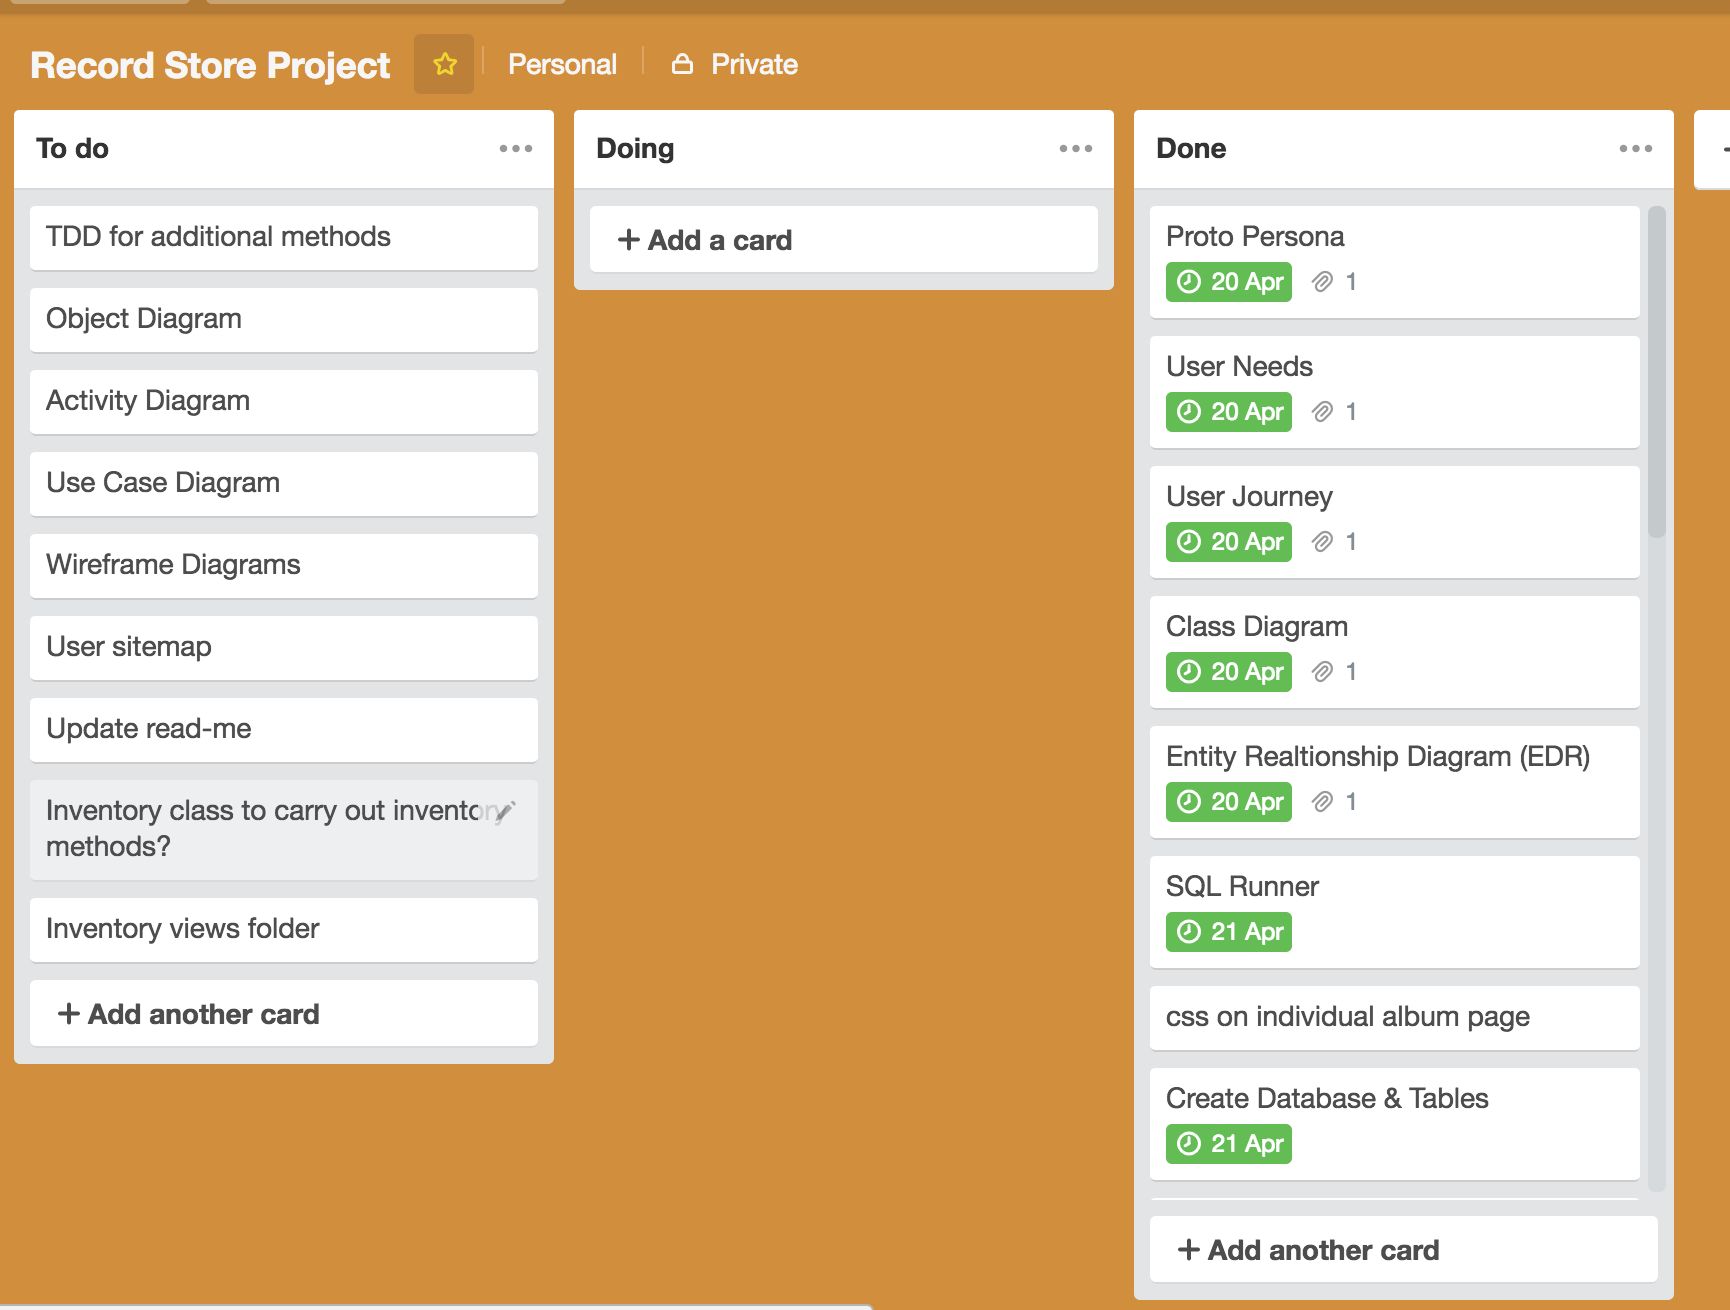 Record Store Project
Personal
Private
To do
TDD for additional methods
Object Diagram
Activity Diagram
Use Case Diagram
Wireframe Diagrams
User sitemap
Update read-me
Inventory class to carry out inventory
methods?
Inventory views folder
+ Add another card
Doing
+ Add a card
Done
Proto Persona
20 Apr 1
User Needs
20 Apr 1
User Journey
20 Apr 1
Class Diagram
20 Apr 1
Entity Realtionship Diagram (EDR)
20 Apr 1
SQL Runner
21 Apr
css on individual album page
Create Database & Tables
21 Apr
+ Add another card